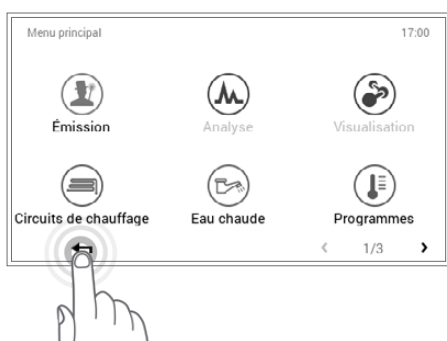 Menu principal 17:00
Émission Analyse Visualisation
Circuits de chauffage Eau chaude Programmes
1/3